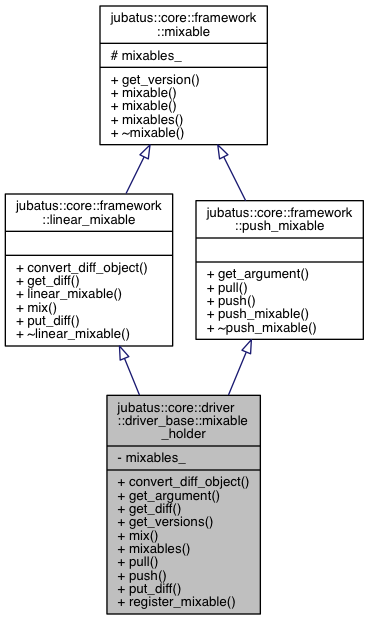 jubatus::core::framework
::mixable
# mixables_
+ get_version()
+ mixable()
+ mixable()
+ mixables()
+ ~mixable()
jubatus::core::framework
::linear_mixable
+ convert_diff_object()
+ get_diff()
+ linear_mixable()
+ mix()
+ put_diff()
+ ~linear_mixable()
jubatus::core::framework
::push_mixable
+ get_argument()
+ pull()
+ push()
+ push_mixable()
+ ~push_mixable()
jubatus::core::driver
::driver_base::mixable
_holder
- mixables_
+ convert_diff_object()
+ get_argument()
+ get_diff()
+ get_versions()
+ mix()
+ mixables()
+ pull()
+ push()
+ put_diff()
+ register_mixable()